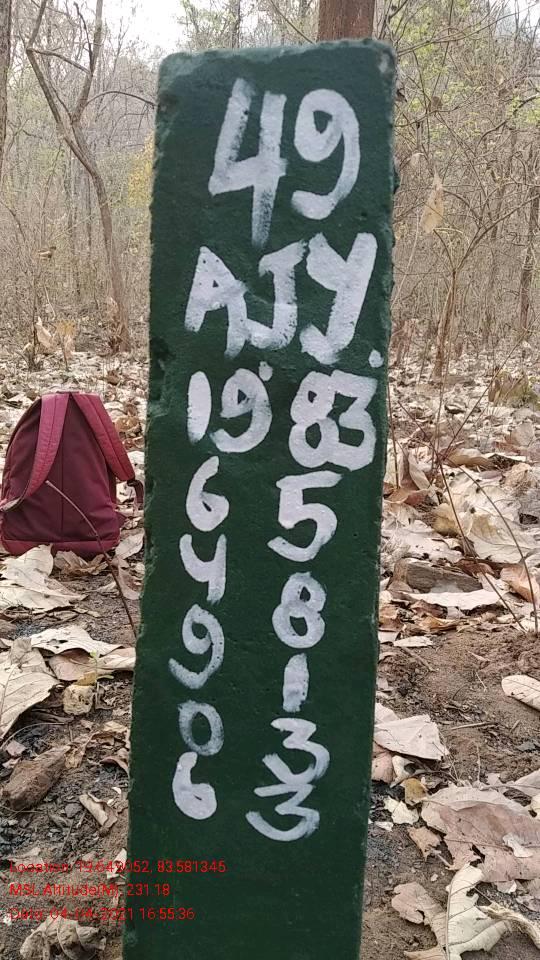 49
AJY.
19. 83
6 5
4 8
9 1
0 3
6 3
Location: 19.649052, 83.581345
MSL Altitude(M): 231.18
Date: 04-04-2021 16:55:36